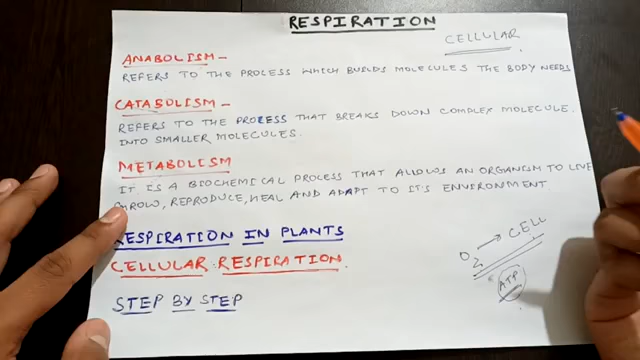 RESPIRATION
CELLULAR
ANABOLISM -
REFERS TO THE PROCESS WHICH BUILDS MOLECULES THE BODY NEEDS
CATABOLISM -
REFERS TO THE PROCESS THAT BREAKS DOWN COMPLEX MOLECULE
INTO SMALLER MOLECULES.
METABOLISM
IT IS A BIOCHEMICAL PROCESS THAT ALLOWS AN ORGANISM TO LIVE
REPRODUCE, HEAL AND ADAPT TO IT'S ENVIRONMENT
RESPIRATION IN PLANTS
CELLULAR RESPIRATION.
O2 → CELL
ATP
STEP BY STEP